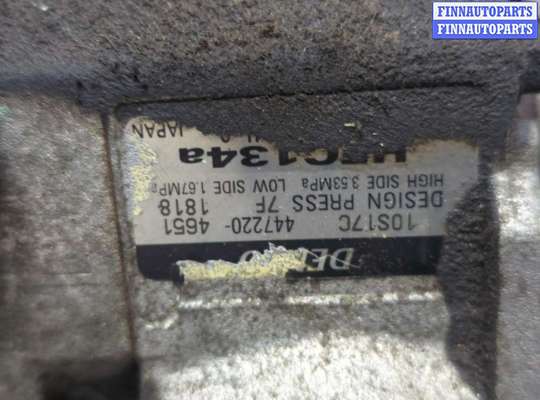 FINNAUTOPARTS
FINNAUTOPARTS
DENSO
10S17C 447220-4651
DESIGN PRESS 7F 1818
HIGH SIDE 3.53MPa LOW SIDE 1.67MPa
HFC134a
JAPAN